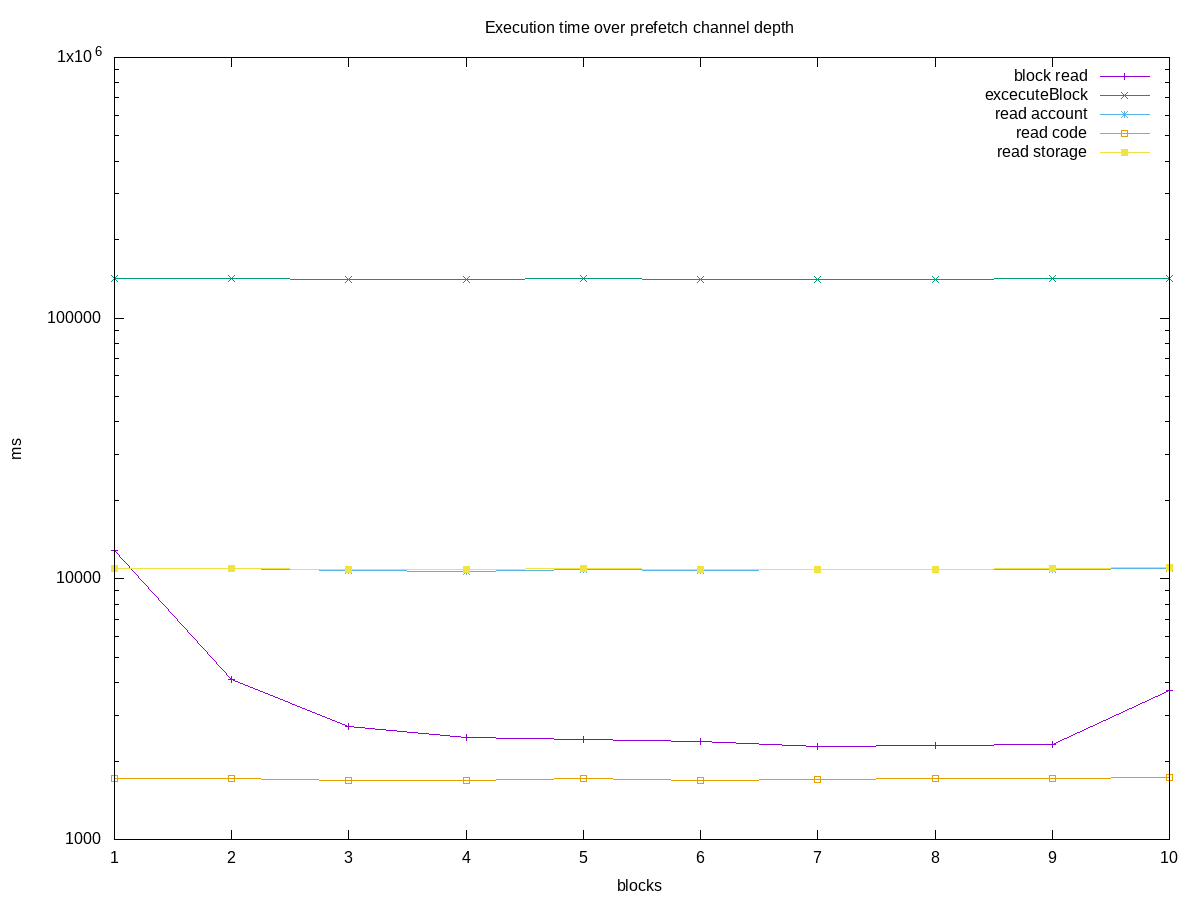 Execution time over prefetch channel depth
1x10^6
block read
excecuteBlock
read account
read code
read storage
100000
ms
10000
1000
1 2 3 4 5 6 7 8 9 10
blocks